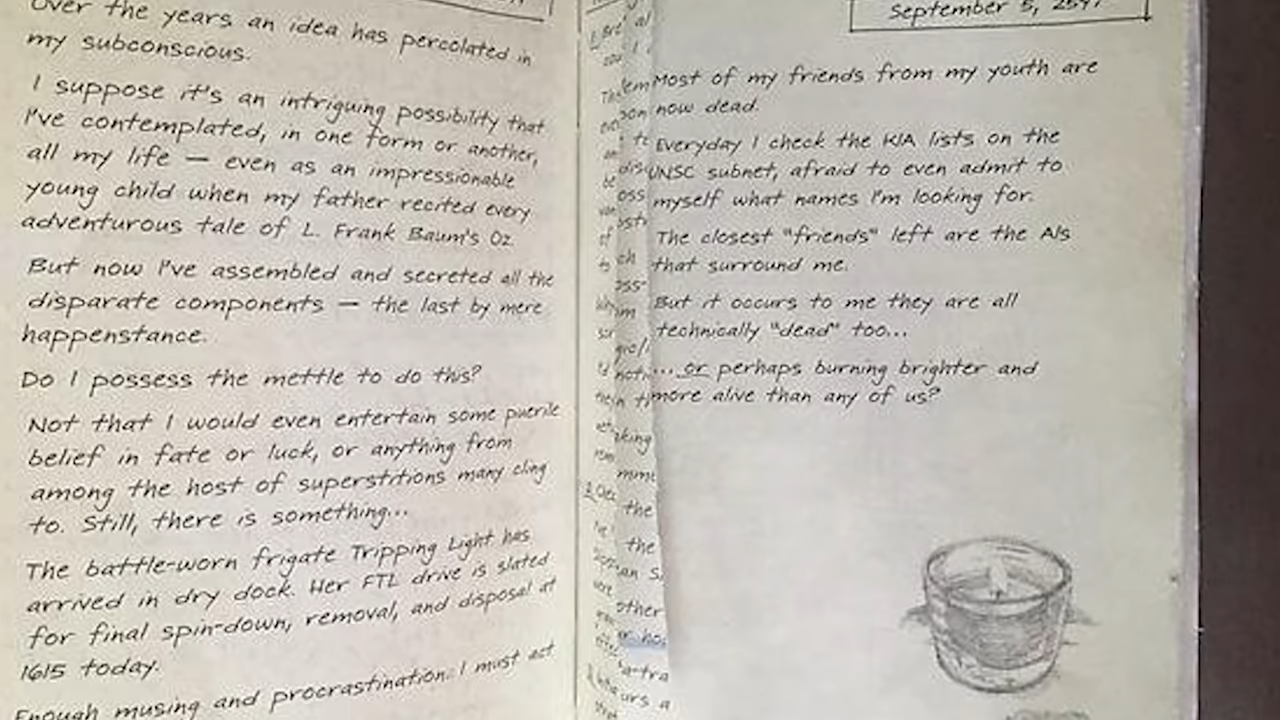 Over the years an idea has percolated in
my subconscious.
I suppose it's an intriguing possibility that
I've contemplated, in one form or another,
all my life — even as an impressionable
young child when my father recited every
adventurous tale of L. Frank Baum's Oz
But now I've assembled and secreted all the
disparate components — the last by mere
happenstance.
Do I possess the mettle to do this?
Not that I would even entertain some puerile
belief in fate or luck, or anything from
among the host of superstitions many cling
to. Still, there is something...
The battle-worn frigate Tripping Light has
arrived in dry dock. Her FTL drive is slated
for final spin-down, removal, and disposal at
1615 today.
Enough musing and procrastination. I must act
September 5,
Most of my friends from my youth are
now dead.
Everyday I check the KIA lists on the
UNSC subnet, afraid to even admit to
myself what names I'm looking for.
The closest "friends" left are the AIs
that surround me.
But it occurs to me they are all
technically "dead" too...
... or perhaps burning brighter and
more alive than any of us?